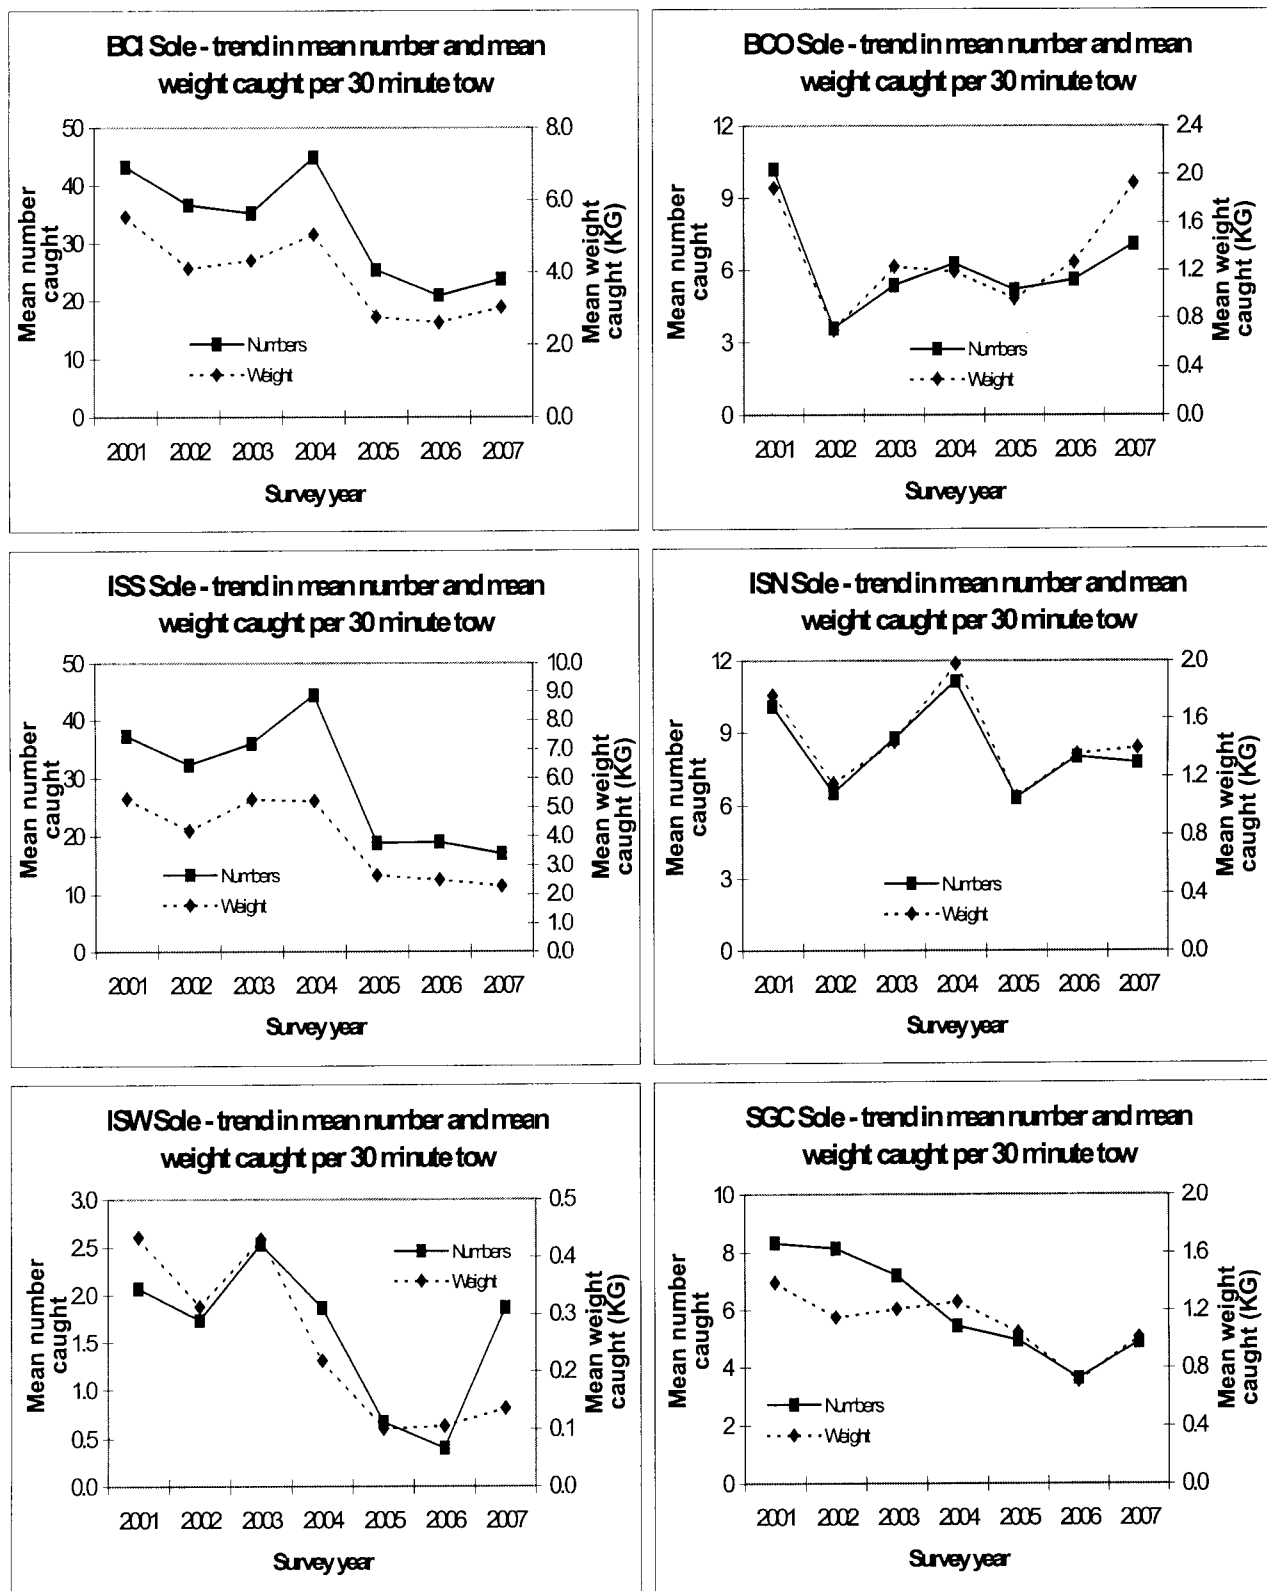 BCI Sole - trend in mean number and mean
weight caught per 30 minute tow
50
40
30
20
10
0
8.0
6.0
4.0
2.0
0.0
Mean number
caught
Mean weight
caught (KG)
Numbers
Weight
2001 2002 2003 2004 2005 2006 2007
Survey year
BCO Sole - trend in mean number and mean
weight caught per 30 minute tow
12
9
6
3
0
2.4
2.0
1.6
1.2
0.8
0.4
0.0
Mean number
caught
Mean weight
caught (KG)
Numbers
Weight
2001 2002 2003 2004 2005 2006 2007
Survey year
ISS Sole - trend in mean number and mean
weight caught per 30 minute tow
50
40
30
20
10
0
10.0
9.0
8.0
7.0
6.0
5.0
4.0
3.0
2.0
1.0
0.0
Mean number
caught
Mean weight
caught (KG)
Numbers
Weight
2001 2002 2003 2004 2005 2006 2007
Survey year
ISN Sole - trend in mean number and mean
weight caught per 30 minute tow
12
9
6
3
0
2.0
1.6
1.2
0.8
0.4
0.0
Mean number
caught
Mean weight
caught (KG)
Numbers
Weight
2001 2002 2003 2004 2005 2006 2007
Survey year
ISW Sole - trend in mean number and mean
weight caught per 30 minute tow
3.0
2.5
2.0
1.5
1.0
0.5
0.0
0.5
0.4
0.3
0.2
0.1
0.0
Mean number
caught
Mean weight
caught (KG)
Numbers
Weight
2001 2002 2003 2004 2005 2006 2007
Survey year
SGC Sole - trend in mean number and mean
weight caught per 30 minute tow
10
8
6
4
2
0
2.0
1.6
1.2
0.8
0.4
0.0
Mean number
caught
Mean weight
caught (KG)
Numbers
Weight
2001 2002 2003 2004 2005 2006 2007
Survey year